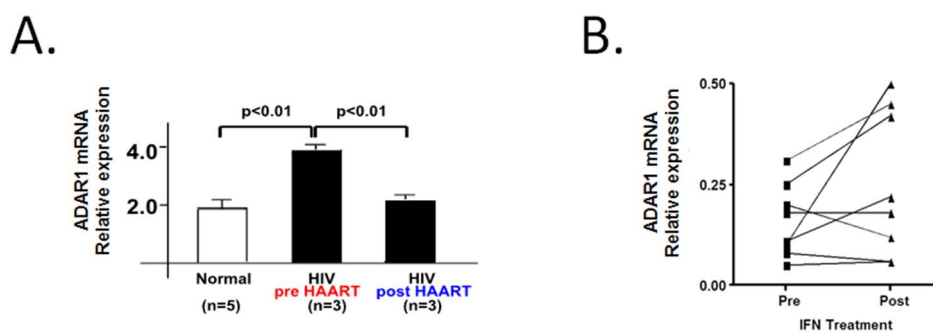 A.
p<0.01
p<0.01
ADAR1 mRNA
Relative expression
4.0
2.0
Normal
(n=5)
HIV
pre HAART
(n=3)
HIV
post HAART
(n=3)
B.
ADAR1 mRNA
Relative expression
0.50
0.25
0.00
Pre
Post
IFN Treatment